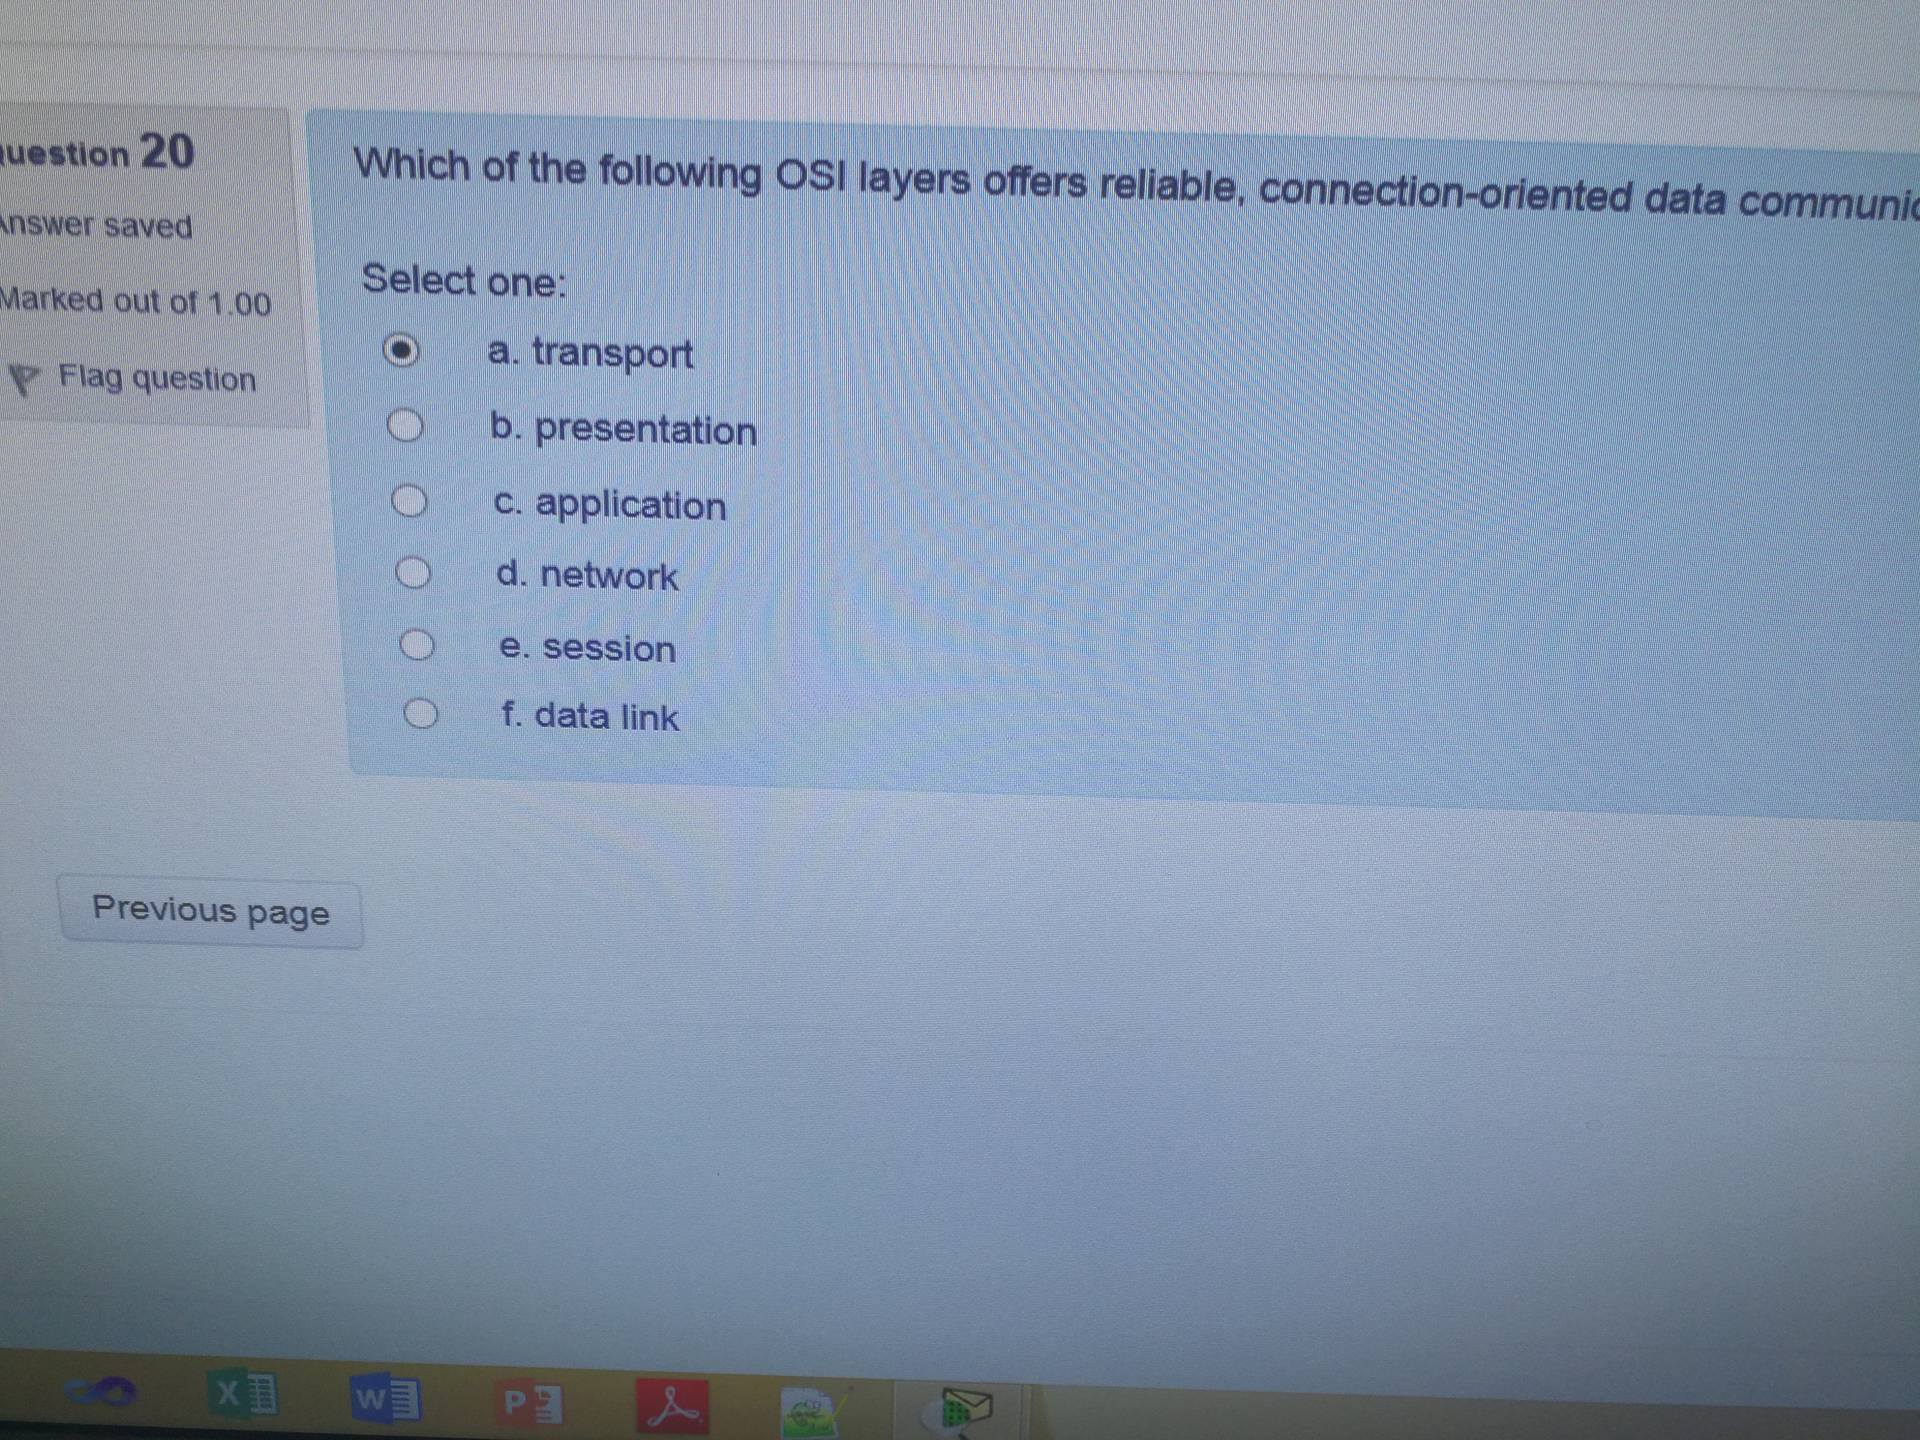 uestion 20
Answer saved
Marked out of 1.00
Flag question
Which of the following OSI layers offers reliable, connection-oriented data communic
Select one:
a. transport
b. presentation
c. application
d. network
e. session
f. data link
Previous page
X
W
P